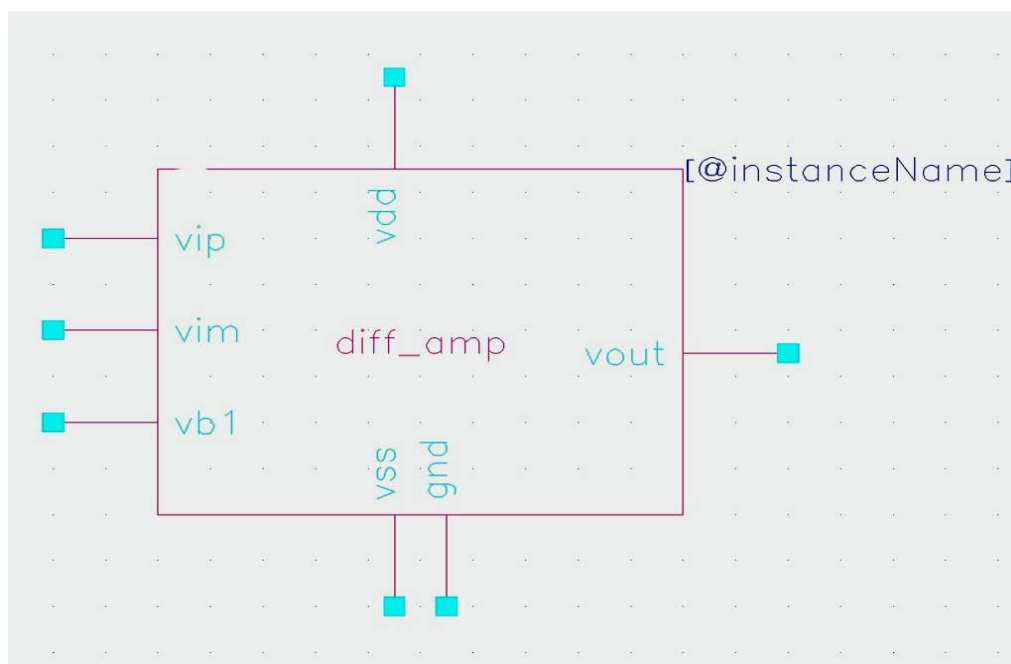 [@instanceName]
vdd
vip
vim
diff_amp
vout
vb1
vss
gnd